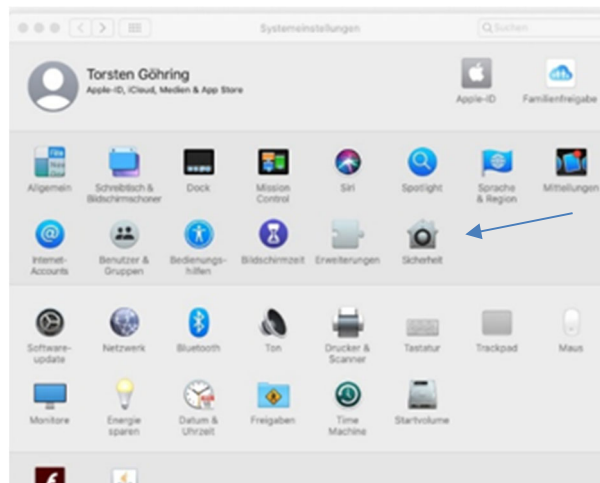 Systemeinstellungen
Suchen
Torsten Göhring
Apple-ID, iCloud, Medien & App Store
Apple-ID
Familienfreigabe
Allgemein
Schreibtisch &
Bildschirmschoner
Dock
Mission
Control
Siri
Spotlight
Sprache
& Region
Mitteilungen
Internet-
Accounts
Benutzer &
Gruppen
Bedienungs-
hilfen
Bildschirmzeit
Erweiterungen
Sicherheit
Software-
update
Netzwerk
Bluetooth
Ton
Drucker &
Scanner
Tastatur
Trackpad
Maus
Monitore
Energie
sparen
Datum &
Uhrzeit
Freigaben
Time
Machine
Startvolume